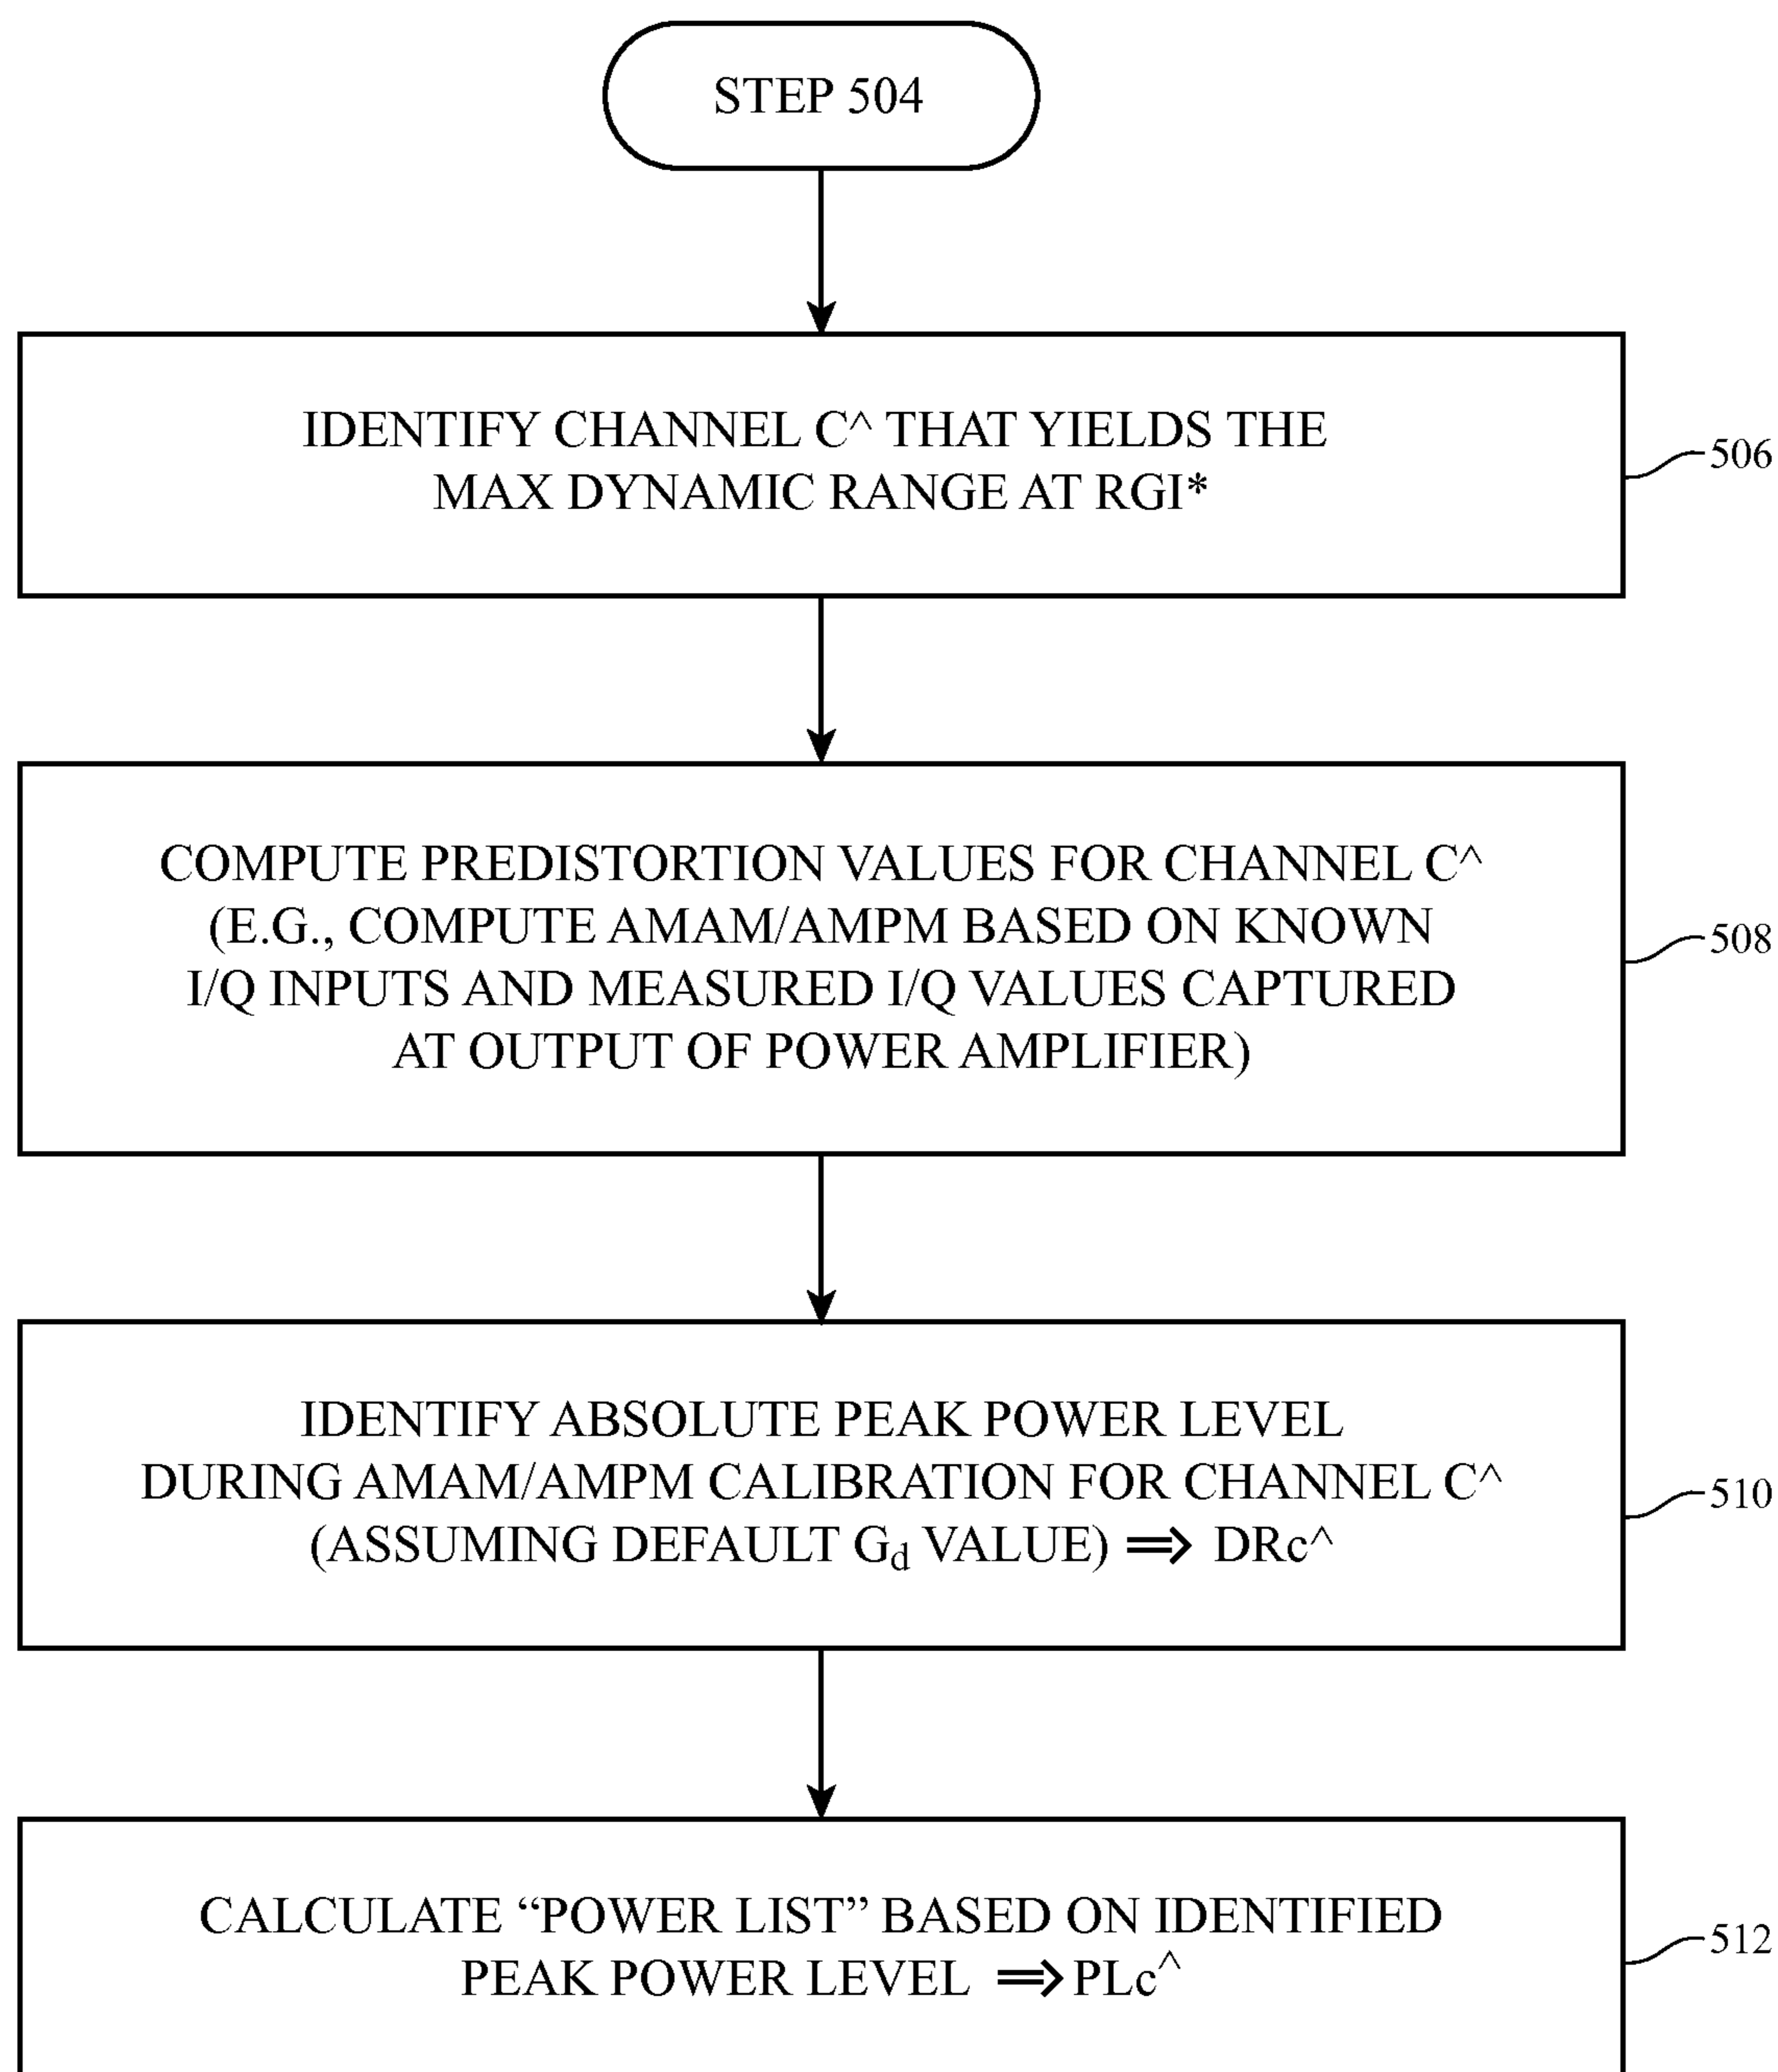 STEP 504
IDENTIFY CHANNEL C^ THAT YIELDS THE
MAX DYNAMIC RANGE AT RGI*
506
COMPUTE PREDISTORTION VALUES FOR CHANNEL C^
(E.G., COMPUTE AMAM/AMPM BASED ON KNOWN
I/Q INPUTS AND MEASURED I/Q VALUES CAPTURED
AT OUTPUT OF POWER AMPLIFIER)
508
IDENTIFY ABSOLUTE PEAK POWER LEVEL
DURING AMAM/AMPM CALIBRATION FOR CHANNEL C^
(ASSUMING DEFAULT Gd VALUE) ⟹ DRc^
510
CALCULATE “POWER LIST” BASED ON IDENTIFIED
PEAK POWER LEVEL ⟹ PLc^
512